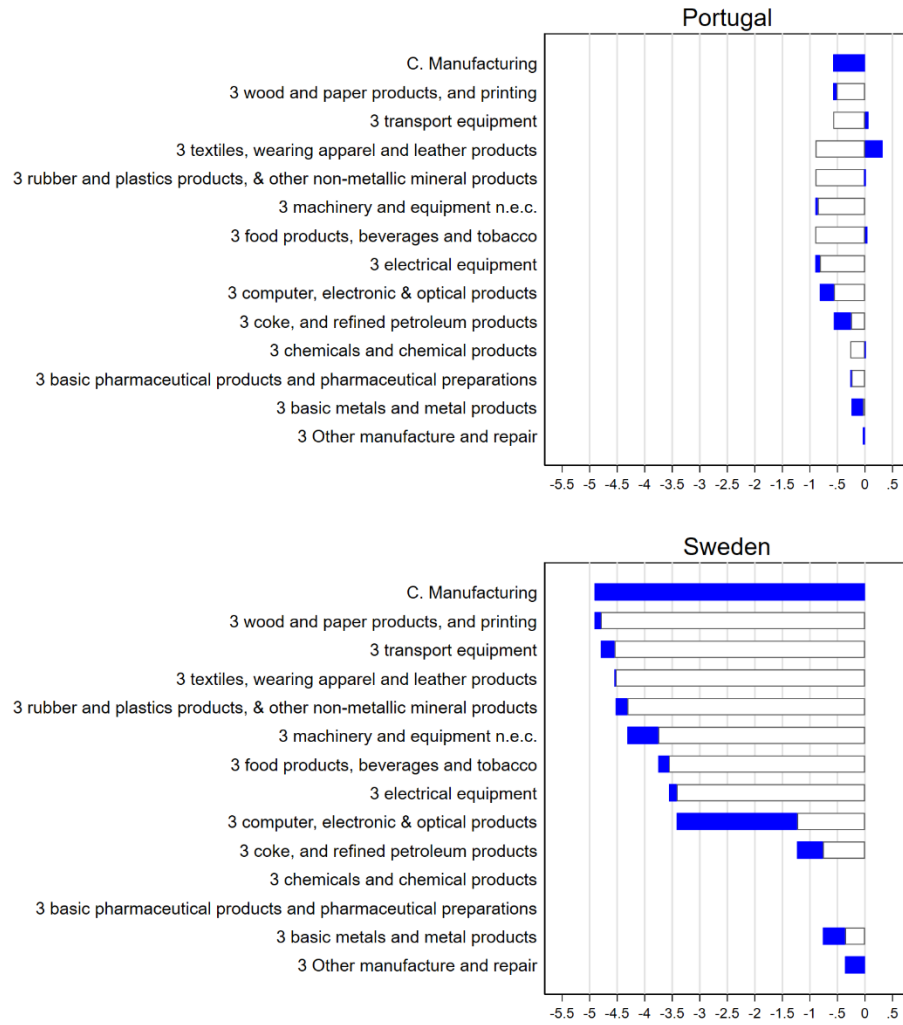 Portugal
C. Manufacturing
3 wood and paper products, and printing
3 transport equipment
3 textiles, wearing apparel and leather products
3 rubber and plastics products, & other non-metallic mineral products
3 machinery and equipment n.e.c.
3 food products, beverages and tobacco
3 electrical equipment
3 computer, electronic & optical products
3 coke, and refined petroleum products
3 chemicals and chemical products
3 basic pharmaceutical products and pharmaceutical preparations
3 basic metals and metal products
3 Other manufacture and repair
-5.5 -5 -4.5 -4 -3.5 -3 -2.5 -2 -1.5 -1 -.5 0 .5
Sweden
C. Manufacturing
3 wood and paper products, and printing
3 transport equipment
3 textiles, wearing apparel and leather products
3 rubber and plastics products, & other non-metallic mineral products
3 machinery and equipment n.e.c.
3 food products, beverages and tobacco
3 electrical equipment
3 computer, electronic & optical products
3 coke, and refined petroleum products
3 chemicals and chemical products
3 basic pharmaceutical products and pharmaceutical preparations
3 basic metals and metal products
3 Other manufacture and repair
-5.5 -5 -4.5 -4 -3.5 -3 -2.5 -2 -1.5 -1 -.5 0 .5